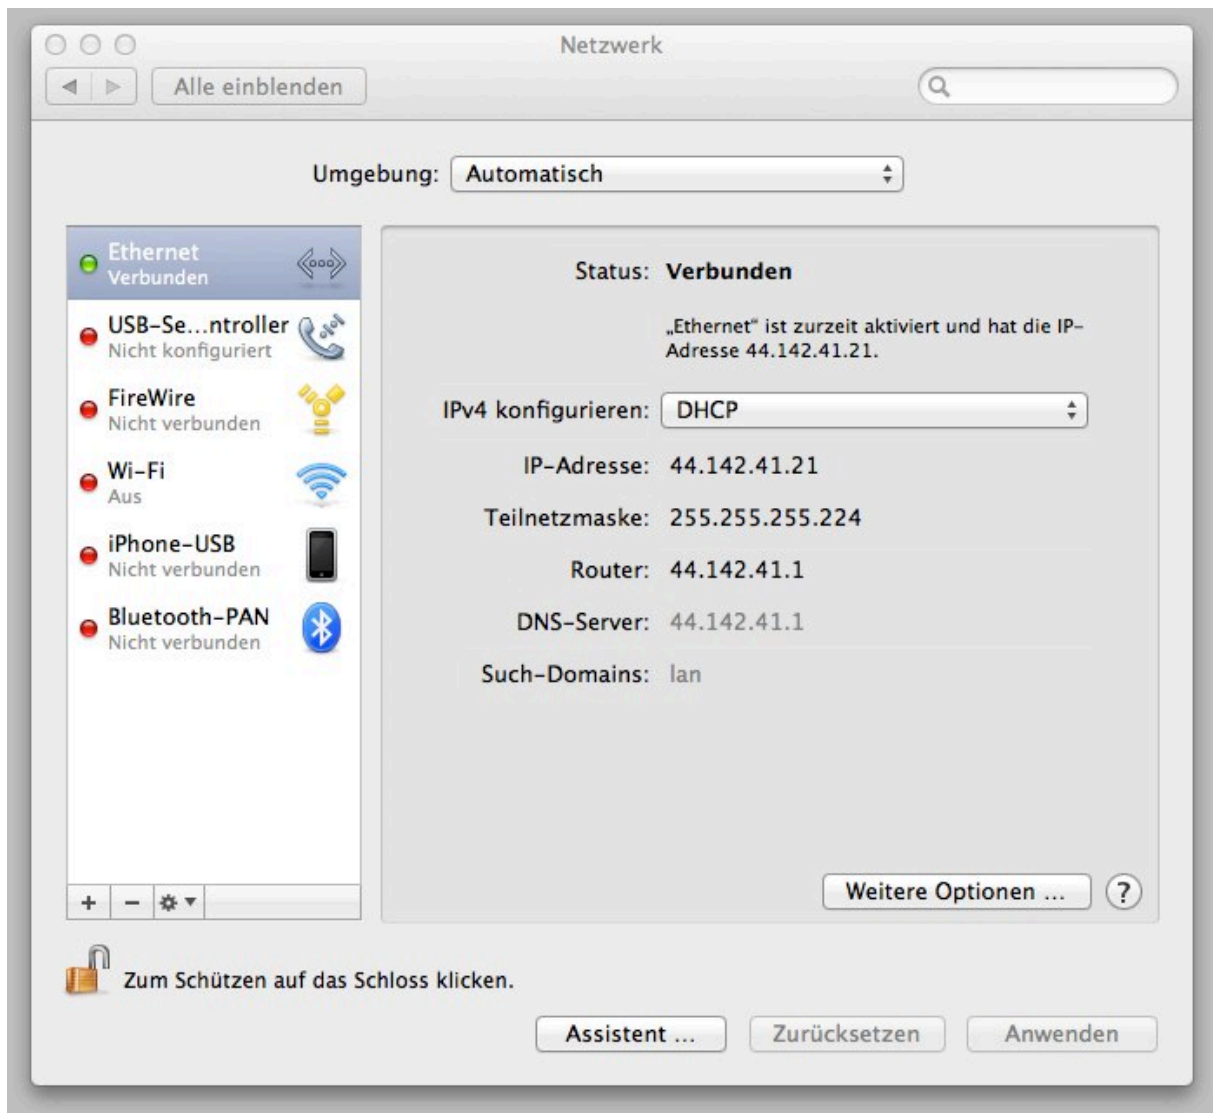 Netzwerk
Alle einblenden
Umgebung: Automatisch
Ethernet
Verbunden
USB-Se...ntroller
Nicht konfiguriert
FireWire
Nicht verbunden
Wi-Fi
Aus
iPhone-USB
Nicht verbunden
Bluetooth-PAN
Nicht verbunden
Status: Verbunden
„Ethernet“ ist zurzeit aktiviert und hat die IP-
Adresse 44.142.41.21.
IPv4 konfigurieren: DHCP
IP-Adresse: 44.142.41.21
Teilnetzmaske: 255.255.255.224
Router: 44.142.41.1
DNS-Server: 44.142.41.1
Such-Domains: lan
Weitere Optionen ... ?
Zum Schützen auf das Schloss klicken.
Assistent ... Zurücksetzen Anwenden